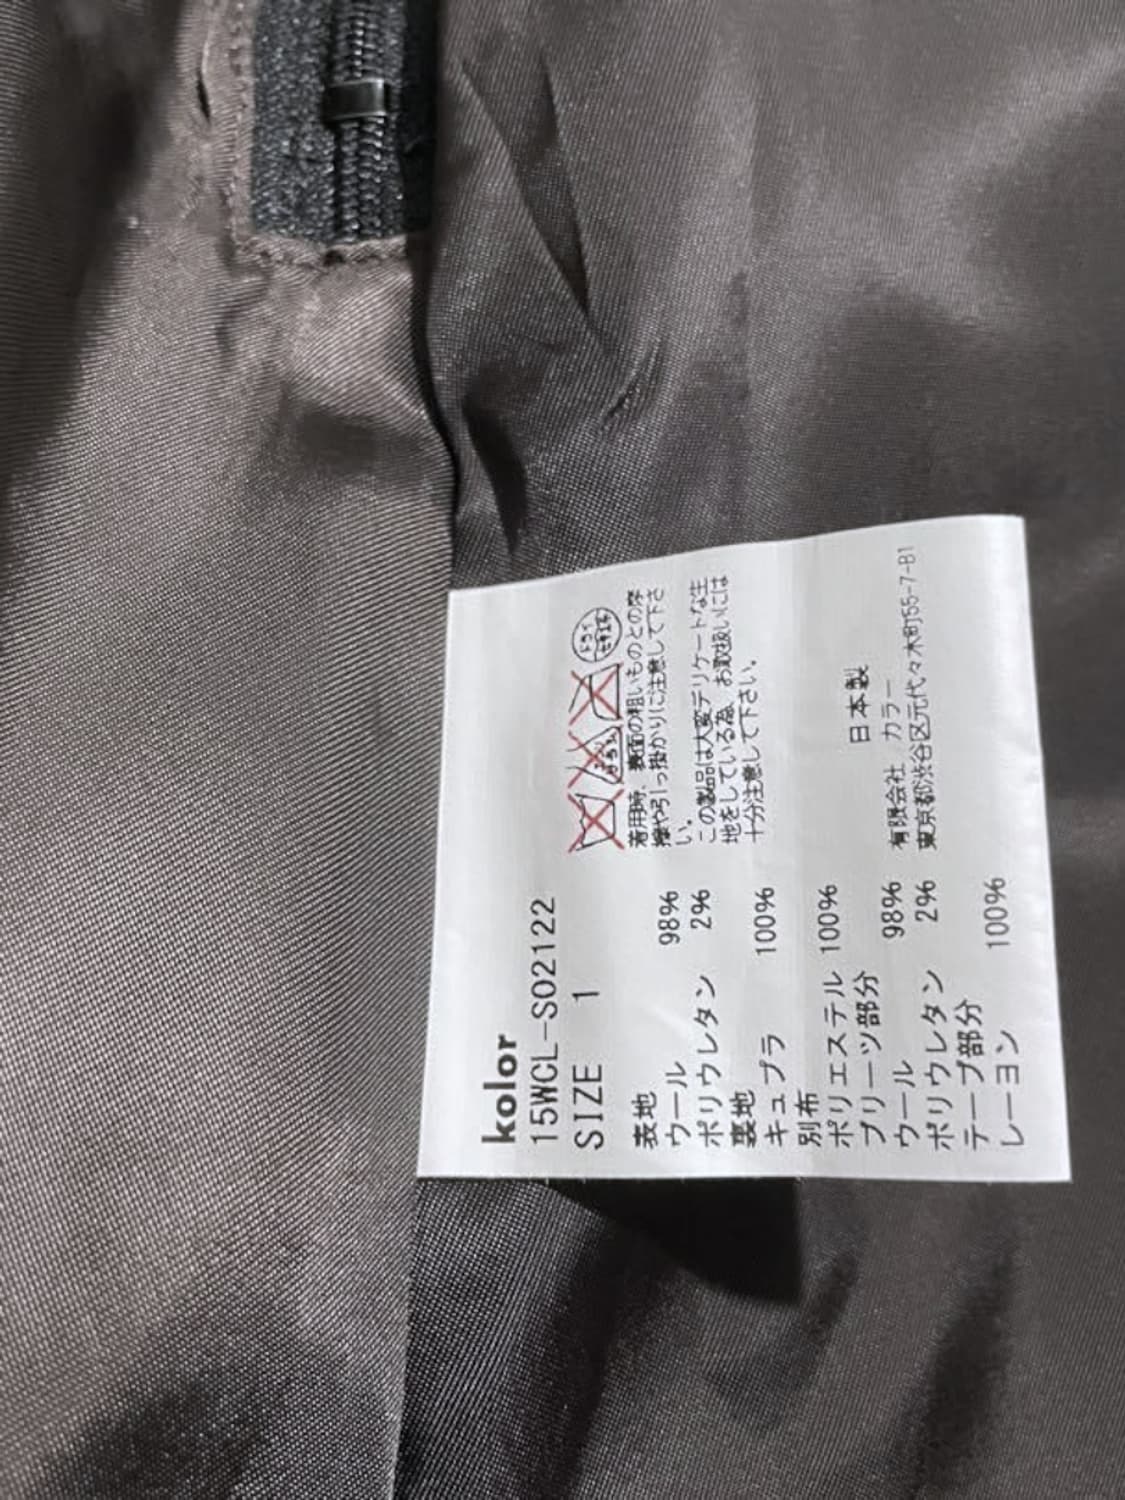 kolor
15WCL-S02122
SIZE 1
表地
ウール 98%
ポリウレタン 2%
裏地
キュプラ 100%
別布
ポリエステル 100%
プリーツ部分
ウール 98%
ポリウレタン 2%
テープ部分
レーヨン 100%
着用時、表面の粗いものとの摩
擦や引っ掛かりにご注意して下さ
い。
この製品は大変デリケートな生
地をしている為、お取扱いには
十分注意して下さい。
日本製
有限会社 カラー
東京都渋谷区元代々木町55-7-B1